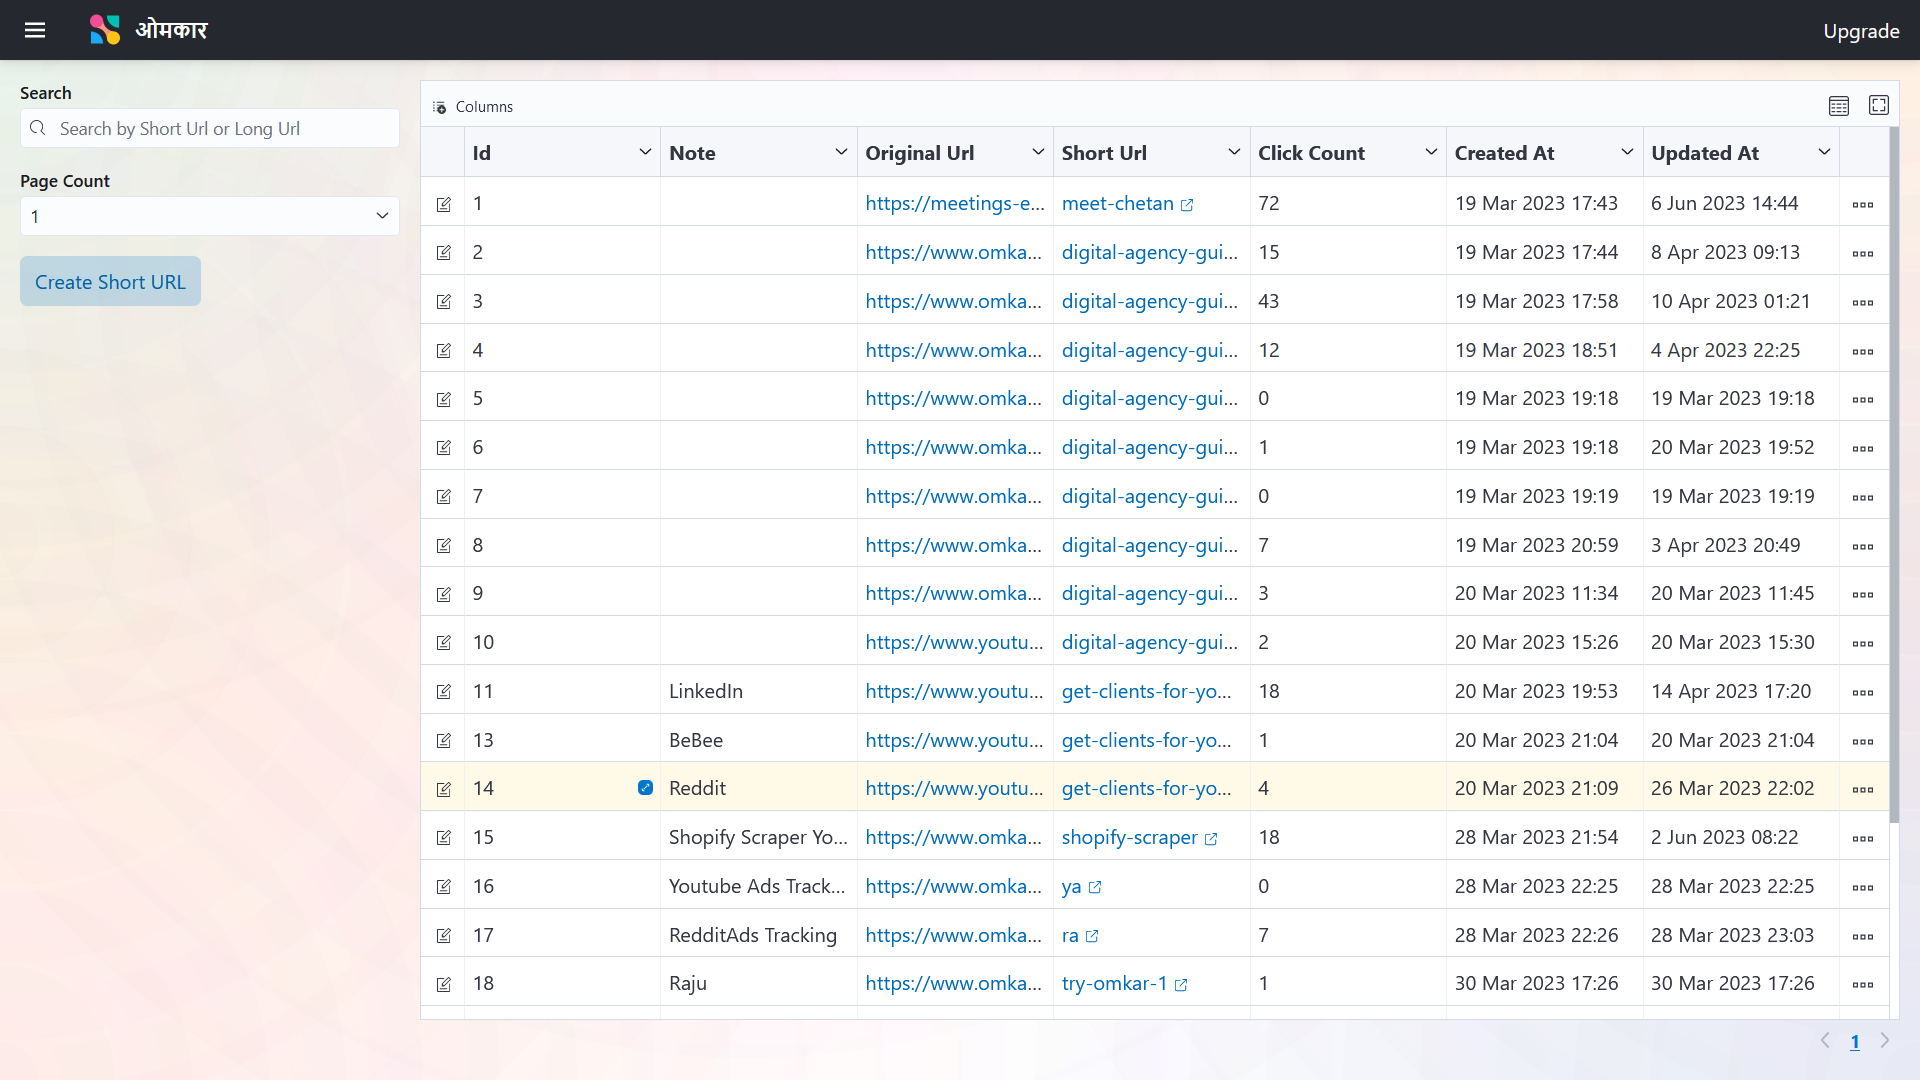 ओमकार
Upgrade
Search
Search by Short Url or Long Url
Page Count
1
Create Short URL
Columns
Id Note Original Url Short Url Click Count Created At Updated At
1 https://meetings-e... meet-chetan 72 19 Mar 2023 17:43 6 Jun 2023 14:44
2 https://www.omka... digital-agency-gui... 15 19 Mar 2023 17:44 8 Apr 2023 09:13
3 https://www.omka... digital-agency-gui... 43 19 Mar 2023 17:58 10 Apr 2023 01:21
4 https://www.omka... digital-agency-gui... 12 19 Mar 2023 18:51 4 Apr 2023 22:25
5 https://www.omka... digital-agency-gui... 0 19 Mar 2023 19:18 19 Mar 2023 19:18
6 https://www.omka... digital-agency-gui... 1 19 Mar 2023 19:18 20 Mar 2023 19:52
7 https://www.omka... digital-agency-gui... 0 19 Mar 2023 19:19 19 Mar 2023 19:19
8 https://www.omka... digital-agency-gui... 7 19 Mar 2023 20:59 3 Apr 2023 20:49
9 https://www.omka... digital-agency-gui... 3 20 Mar 2023 11:34 20 Mar 2023 11:45
10 https://www.youtu... digital-agency-gui... 2 20 Mar 2023 15:26 20 Mar 2023 15:30
11 LinkedIn https://www.youtu... get-clients-for-yo... 18 20 Mar 2023 19:53 14 Apr 2023 17:20
13 BeBee https://www.youtu... get-clients-for-yo... 1 20 Mar 2023 21:04 20 Mar 2023 21:04
14 Reddit https://www.youtu... get-clients-for-yo... 4 20 Mar 2023 21:09 26 Mar 2023 22:02
15 Shopify Scraper Yo... https://www.omka... shopify-scraper 18 28 Mar 2023 21:54 2 Jun 2023 08:22
16 Youtube Ads Track... https://www.omka... ya 0 28 Mar 2023 22:25 28 Mar 2023 22:25
17 RedditAds Tracking https://www.omka... ra 7 28 Mar 2023 22:26 28 Mar 2023 23:03
18 Raju https://www.omka... try-omkar-1 1 30 Mar 2023 17:26 30 Mar 2023 17:26
1